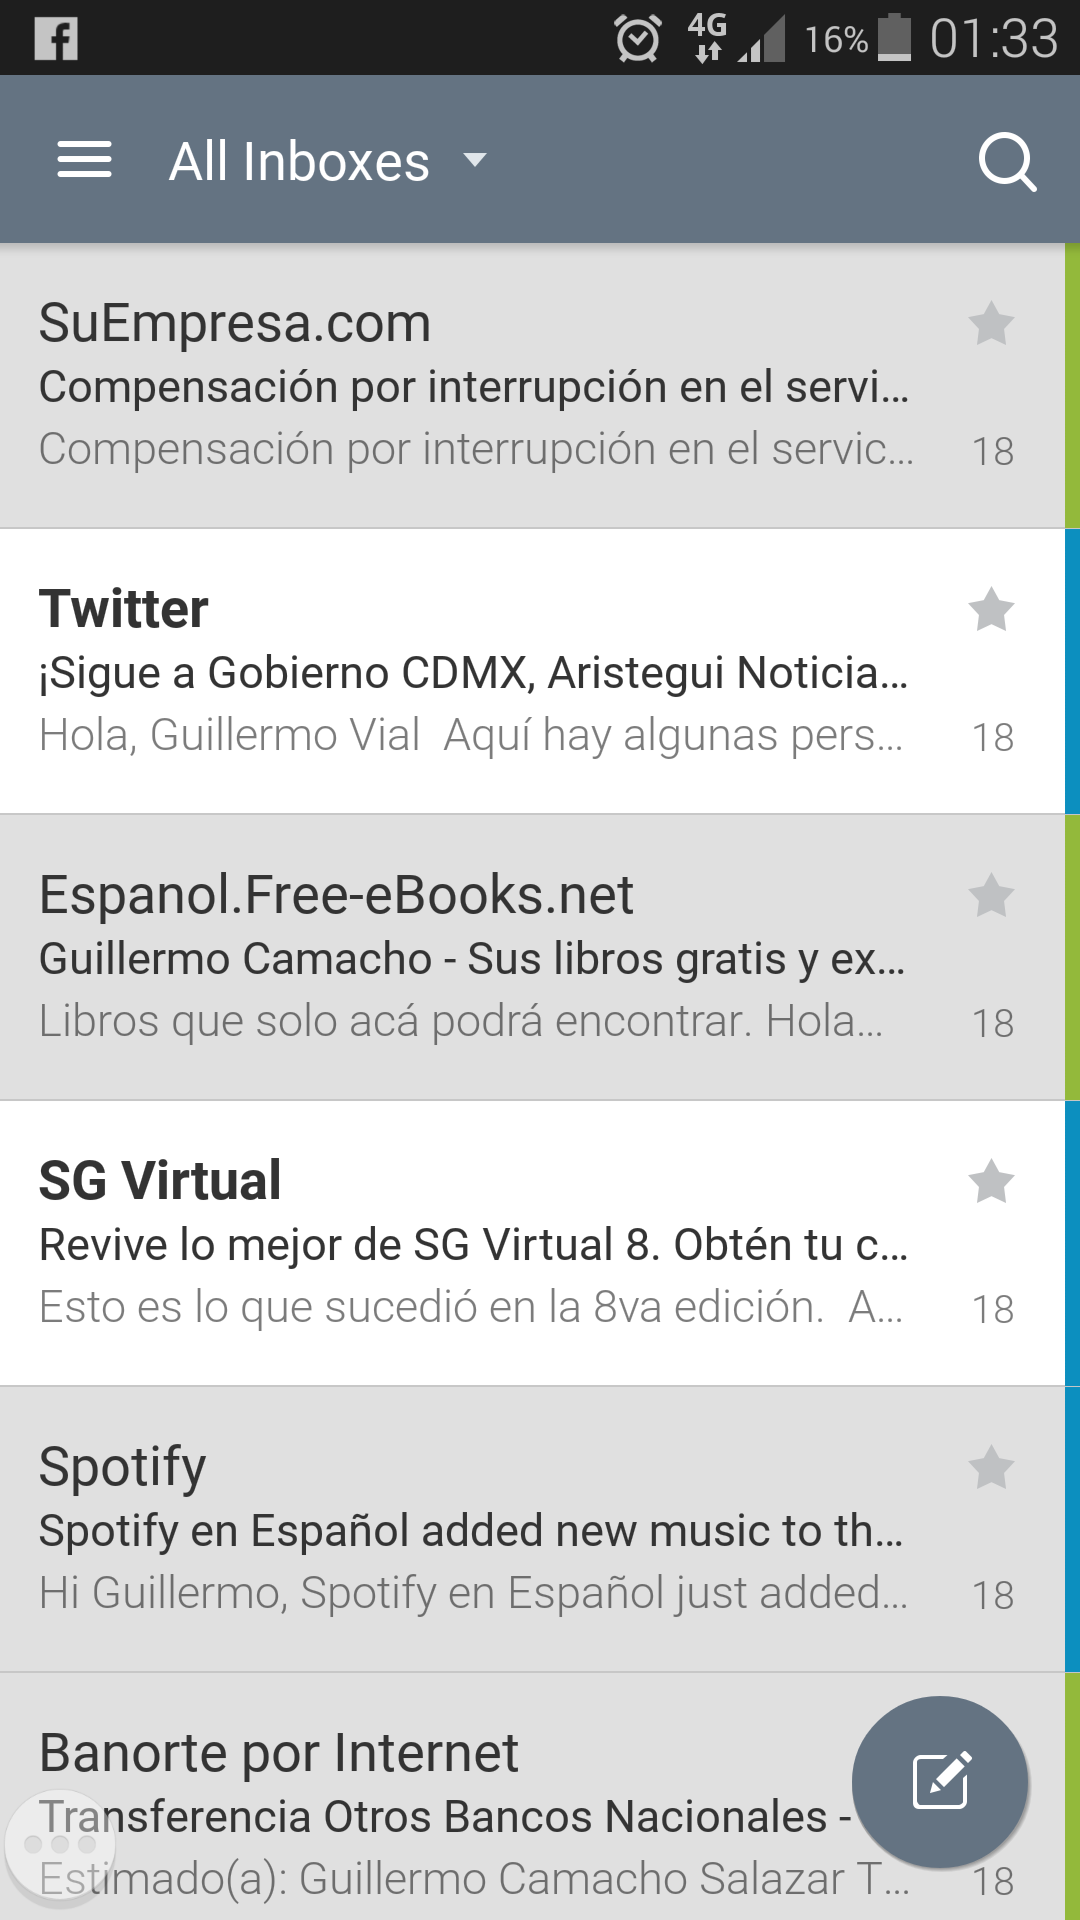 4G 16% 01:33
All Inboxes
SuEmpresa.com
Compensación por interrupción en el servi...
Compensación por interrupción en el servic... 18
Twitter
¡Sigue a Gobierno CDMX, Aristegui Noticia...
Hola, Guillermo Vial  Aquí hay algunas pers... 18
Espanol.Free-eBooks.net
Guillermo Camacho - Sus libros gratis y ex...
Libros que solo acá podrá encontrar. Hola... 18
SG Virtual
Revive lo mejor de SG Virtual 8. Obtén tu c...
Esto es lo que sucedió en la 8va edición.  A... 18
Spotify
Spotify en Español added new music to th...
Hi Guillermo, Spotify en Español just added... 18
Banorte por Internet
Transferencia Otros Bancos Nacionales -
Estimado(a): Guillermo Camacho Salazar T... 18